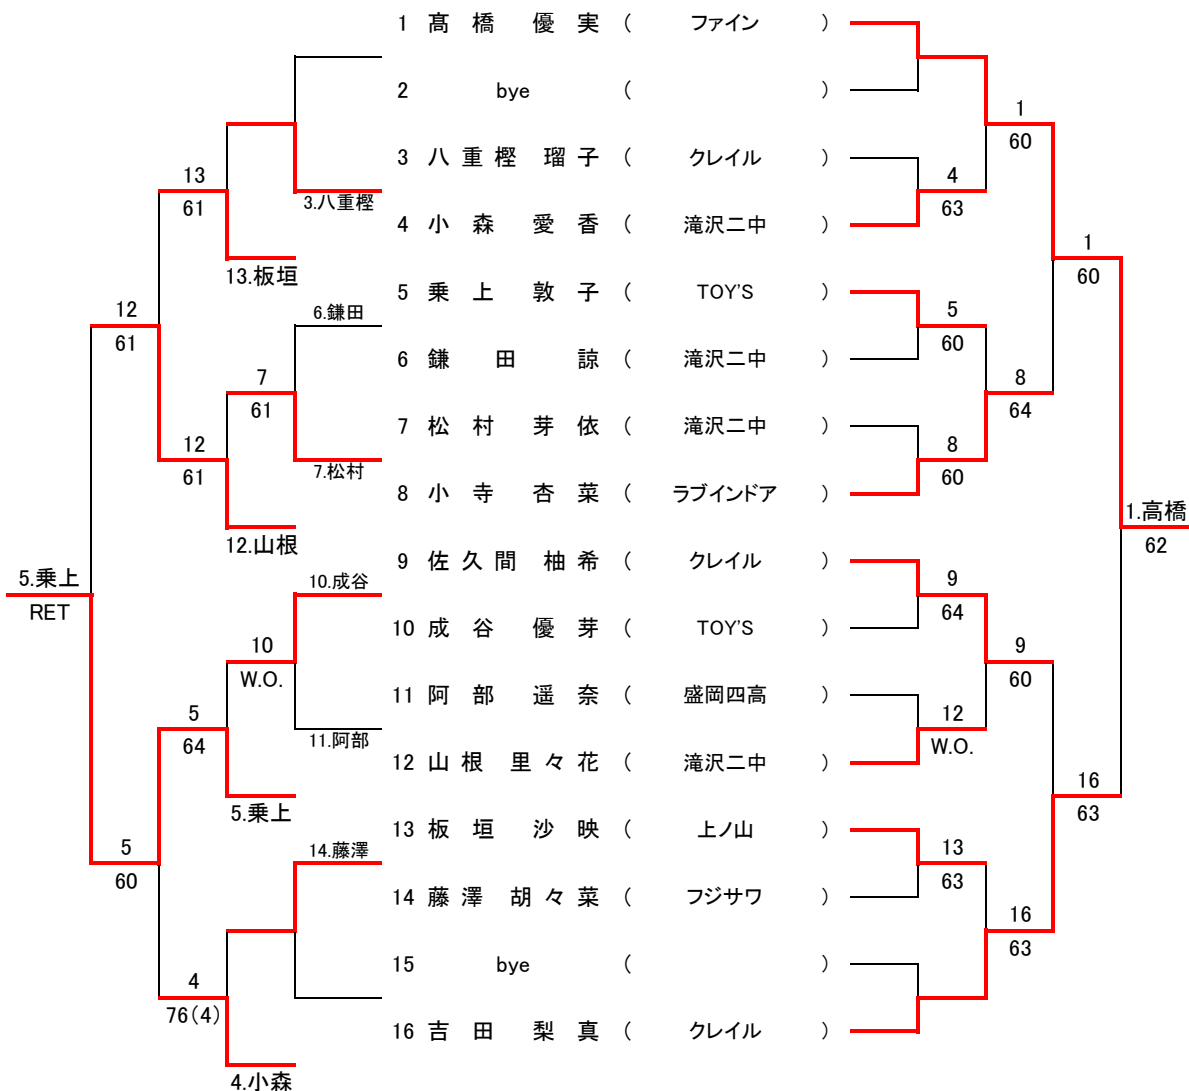 1 髙橋 優実 ( ファイン )
2 bye ( )
1
60
3 八重樫 瑠子 ( クレイル )
13
61
3.八重樫
4
63
4 小森 愛香 ( 滝沢二中 )
1
60
13.板垣
5 乗上 敦子 ( TOY'S )
12
61
6.鎌田
5
60
6 鎌田 諒 ( 滝沢二中 )
7
61
8
64
7 松村 芽依 ( 滝沢二中 )
12
61
7.松村
8
60
8 小寺 杏菜 ( ラブインドア )
1.高橋
62
12.山根
9 佐久間 柚希 ( クレイル )
5.乗上
RET
10.成谷
9
64
10 成谷 優芽 ( TOY'S )
10
W.O.
9
60
11 阿部 遥奈 ( 盛岡四高 )
5
64
11.阿部
12
W.O.
12 山根 里々花 ( 滝沢二中 )
16
63
5.乗上
13 板垣 沙映 ( 上ノ山 )
5
60
14.藤澤
13
63
14 藤澤 胡々菜 ( フジサワ )
16
63
15 bye ( )
4
76(4)
16 吉田 梨真 ( クレイル )
4.小森